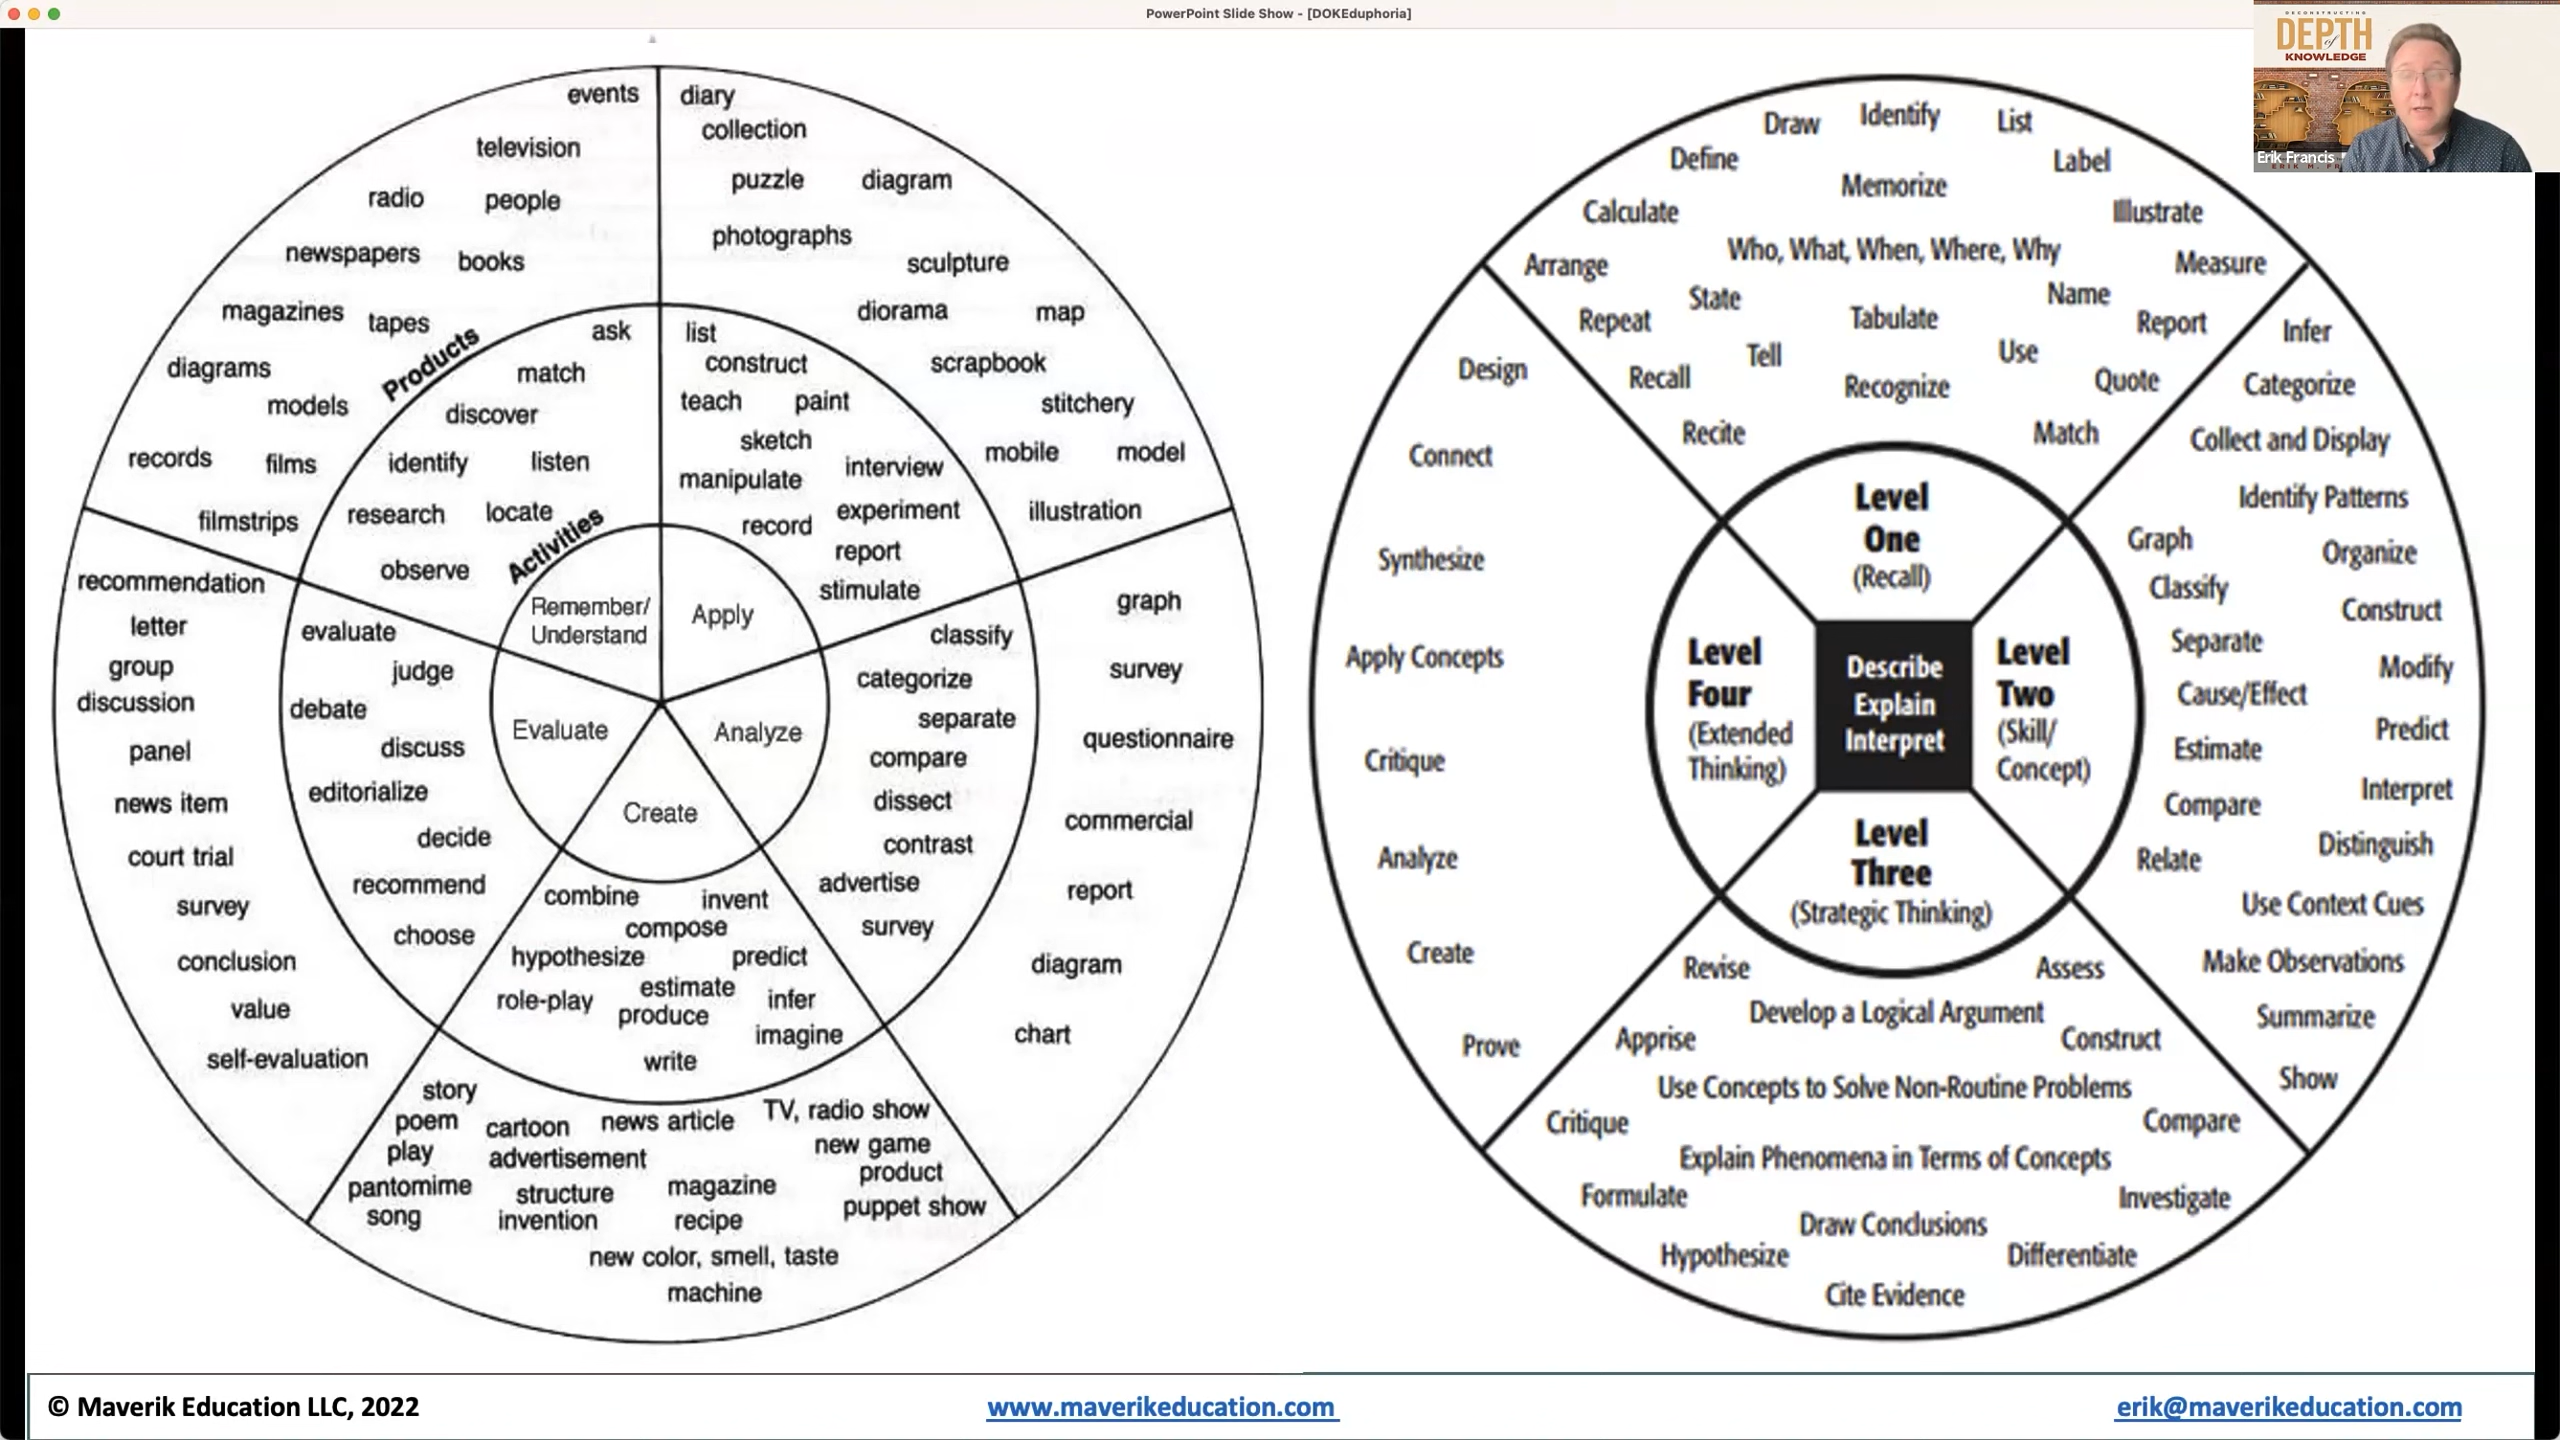 PowerPoint Slide Show - [DOKEduphoria]
DECONSTRUCTING
DEPTH
of
KNOWLEDGE
Erik Francis
events
television
radio people
newspapers books
magazines tapes
diagrams
models
records films
filmstrips
diary
collection
puzzle diagram
photographs
sculpture
diorama map
scrapbook
stitchery
mobile model
illustration
Products
ask
match
discover
identify listen
research locate
observe
Activities
list
construct
teach paint
sketch
manipulate interview
record experiment
report
stimulate
Remember/
Understand
Apply
Analyze
Create
Evaluate
classify
categorize
separate
compare
dissect
contrast
advertise
survey
graph
survey
questionnaire
commercial
report
diagram
chart
combine invent
compose
hypothesize predict
estimate
role-play infer
produce
imagine
write
story
poem cartoon news article TV, radio show
play advertisement new game
product
pantomime structure magazine
song invention recipe puppet show
new color, smell, taste
machine
evaluate
judge
debate
discuss
editorialize
decide
recommend
choose
recommendation
letter
group
discussion
panel
news item
court trial
survey
conclusion
value
self-evaluation
Draw Identify List
Define Label
Memorize
Calculate Illustrate
Who, What, When, Where, Why
Arrange Measure
State Name
Repeat Tabulate Report
Tell Use
Recall Recognize Quote
Recite Match
Level
One
(Recall)
Level
Two
(Skill/
Concept)
Level
Three
(Strategic Thinking)
Level
Four
(Extended
Thinking)
Describe
Explain
Interpret
Infer
Categorize
Collect and Display
Identify Patterns
Graph Organize
Classify
Construct
Separate
Modify
Cause/Effect
Predict
Estimate
Interpret
Compare
Distinguish
Relate
Use Context Cues
Make Observations
Summarize
Show
Revise Assess
Develop a Logical Argument
Apprise Construct
Use Concepts to Solve Non-Routine Problems
Critique Compare
Explain Phenomena in Terms of Concepts
Formulate Investigate
Draw Conclusions
Hypothesize Differentiate
Cite Evidence
Design
Connect
Synthesize
Apply Concepts
Critique
Analyze
Create
Prove
© Maverik Education LLC, 2022
www.maverikeducation.com
erik@maverikeducation.com